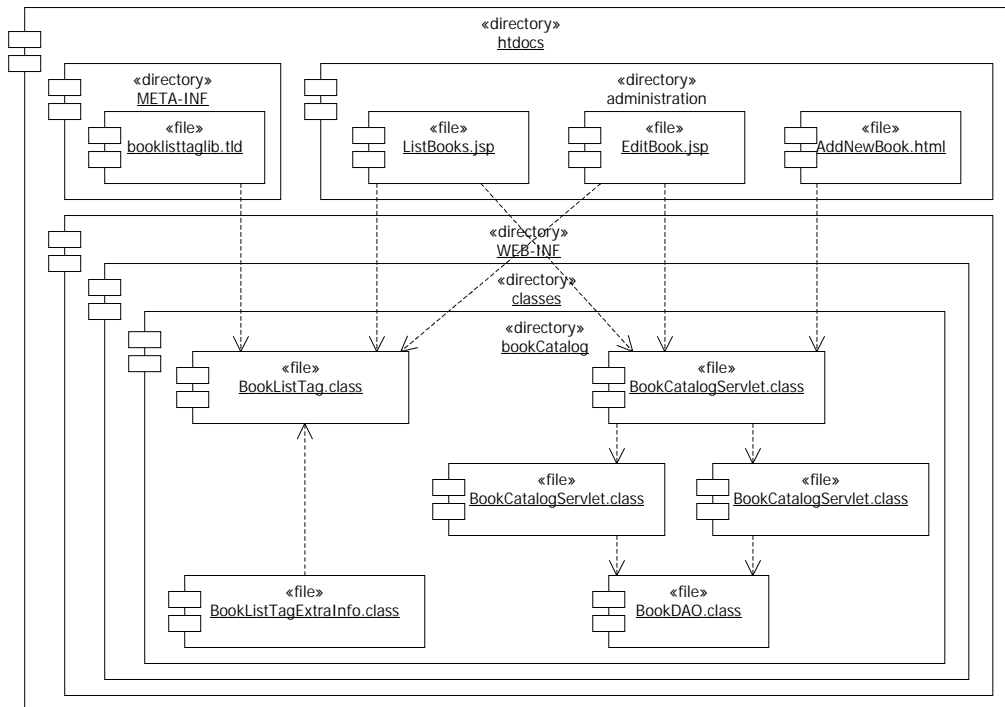 «directory»
htdocs
«directory»
META-INF
«file»
booklisttaglib.tld
«directory»
administration
«file»
ListBooks.jsp
«file»
EditBook.jsp
«file»
AddNewBook.html
«directory»
WEB-INF
«directory»
classes
«directory»
bookCatalog
«file»
BookListTag.class
«file»
BookCatalogServlet.class
«file»
BookCatalogServlet.class
«file»
BookCatalogServlet.class
«file»
BookListTagExtraInfo.class
«file»
BookDAO.class